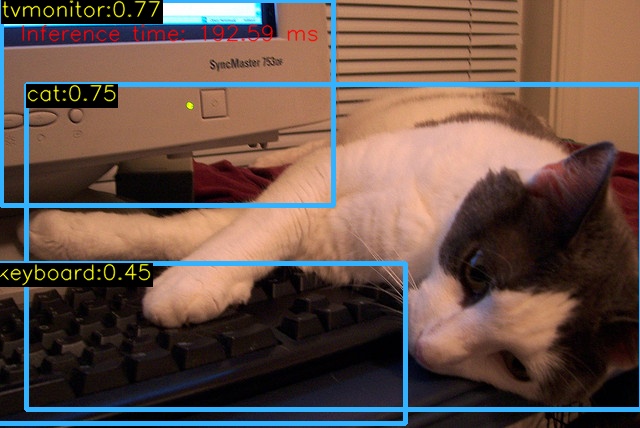 tvmonitor:0.77
Inference time: 192.59 ms
SyncMaster 753DF
cat:0.75
keyboard:0.45